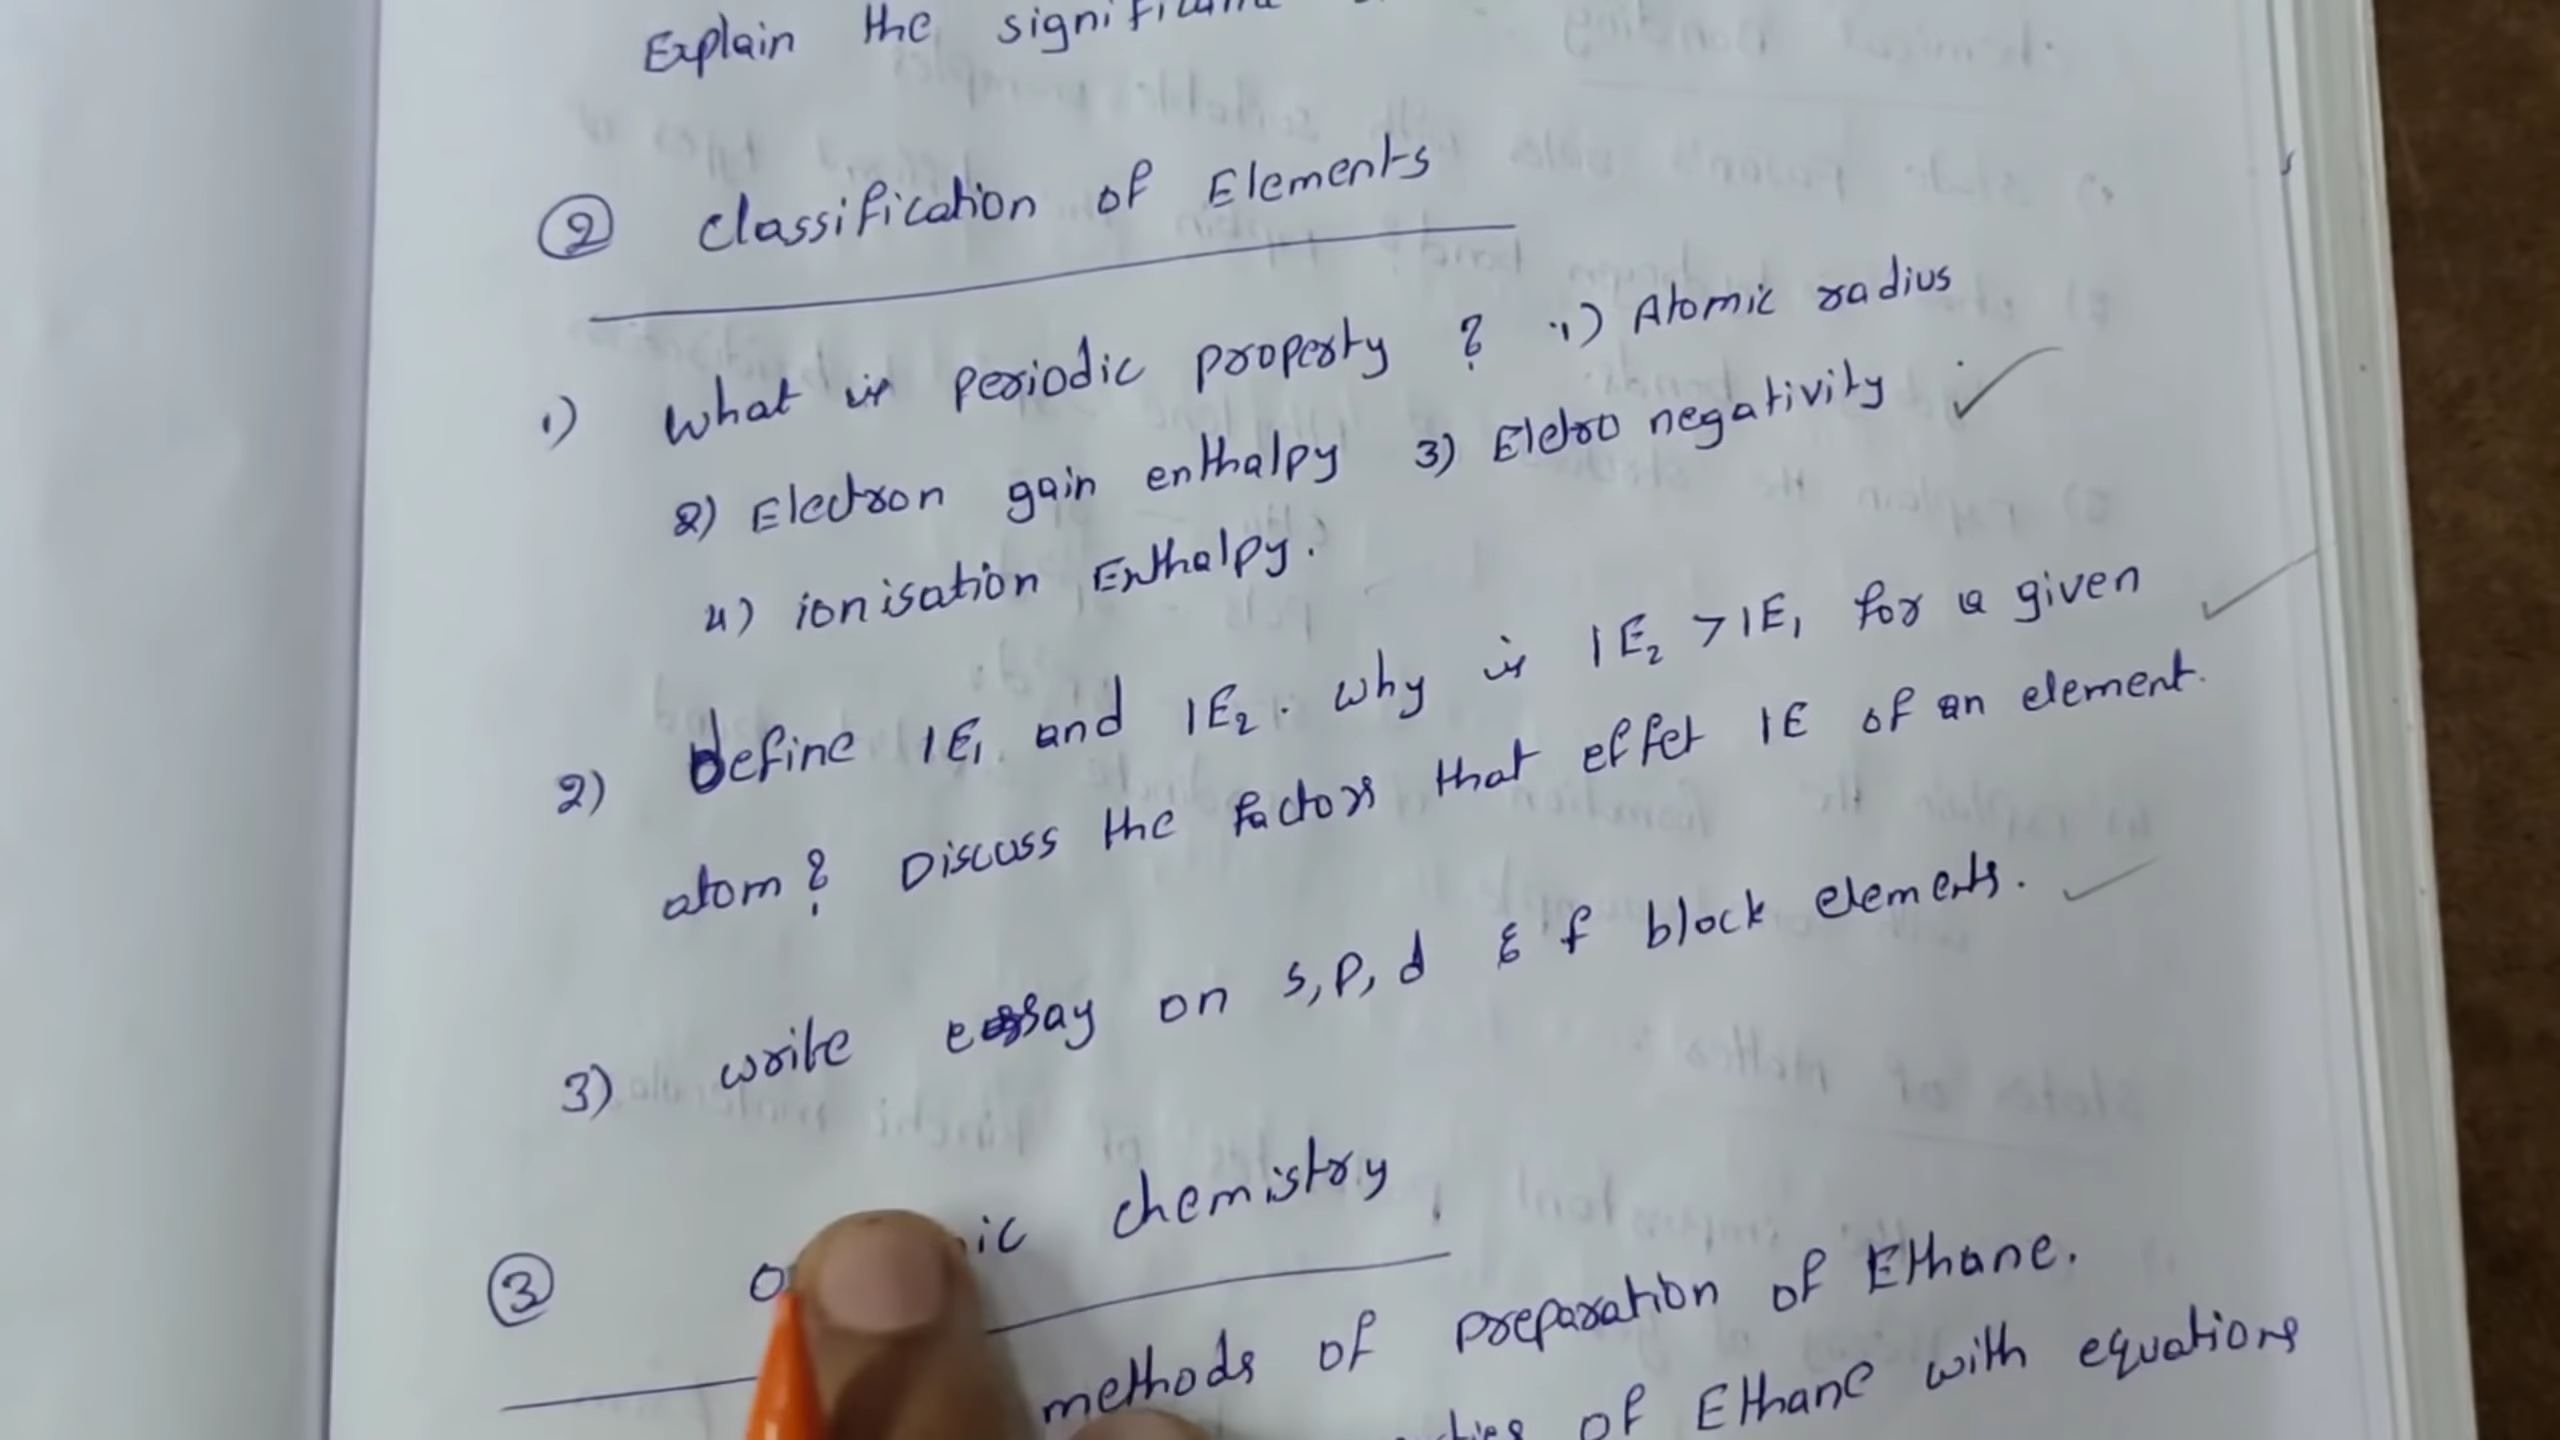 Explain the
② Classification of Elements
1) What is periodic property ? 1) Atomic radius
2) Electron gain enthalpy 3) Eletro negativity
4) ionisation Enthalpy.
2) Define IE₁ and IE₂. why is IE₂ > IE₁ for a given
atom? Discuss the factors that effet IE of an element.
3) write essay on s, p, d & f block elements.
③ chemistry
methods of preparation of Ethane.
of Ethane with equations